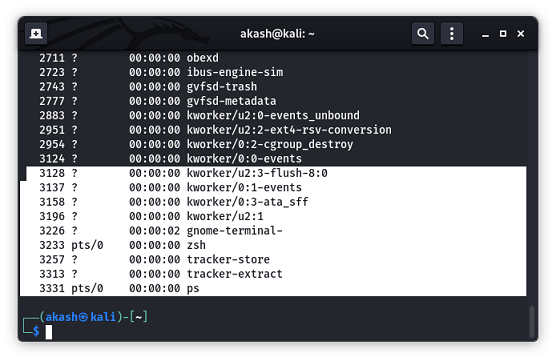 akash@kali: ~
2711 ? 00:00:00 obexd
2723 ? 00:00:00 ibus-engine-sim
2743 ? 00:00:00 gvfsd-trash
2777 ? 00:00:00 gvfsd-metadata
2883 ? 00:00:00 kworker/u2:0-events_unbound
2951 ? 00:00:00 kworker/u2:2-ext4-rsv-conversion
2954 ? 00:00:00 kworker/0:2-cgroup_destroy
3124 ? 00:00:00 kworker/0:0-events
3128 ? 00:00:00 kworker/u2:3-flush-8:0
3137 ? 00:00:00 kworker/0:1-events
3158 ? 00:00:00 kworker/0:3-ata_sff
3196 ? 00:00:00 kworker/u2:1
3226 ? 00:00:02 gnome-terminal-
3233 pts/0 00:00:00 zsh
3257 ? 00:00:00 tracker-store
3313 ? 00:00:00 tracker-extract
3331 pts/0 00:00:00 ps
┌──(akash㉿kali)-[~]
└─$